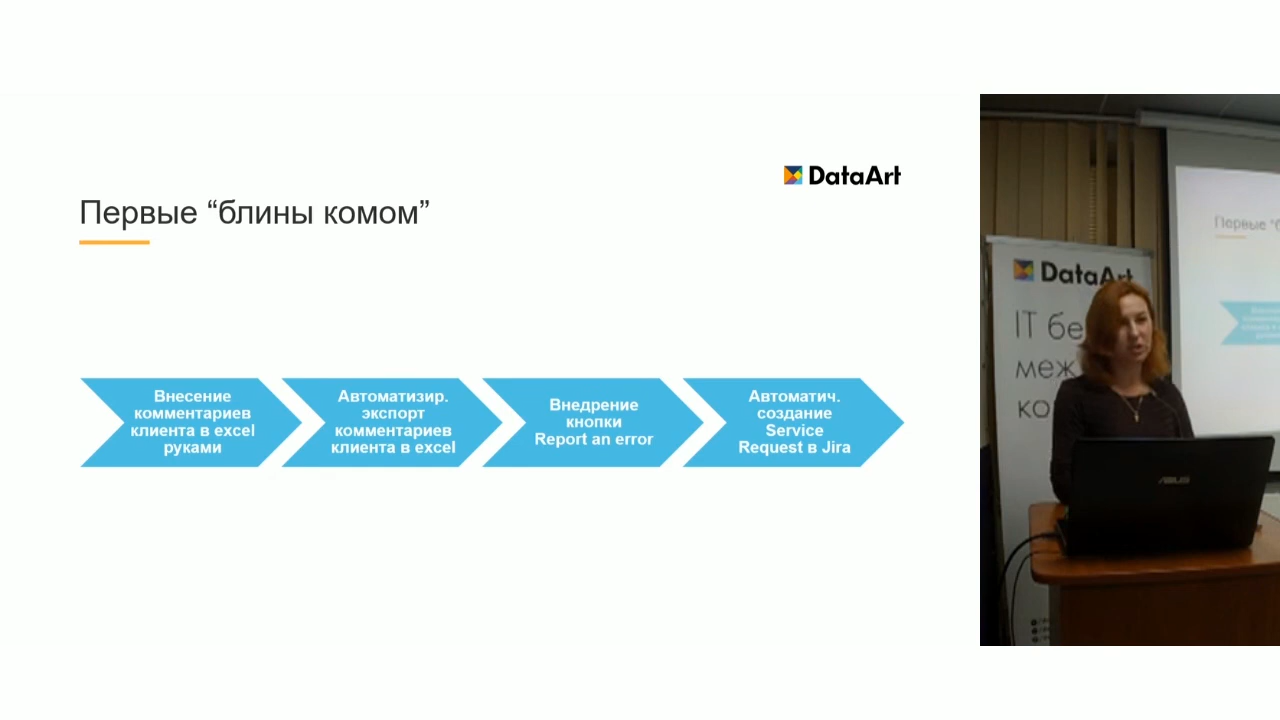 DataArt
Первые “блины комом”
Внесение
комментариев
клиента в excel
руками
Автоматизир.
экспорт
комментариев
клиента в excel
Внедрение
кнопки
Report an error
Автоматич.
создание
Service
Request в Jira
Первые “б
DataArt
IT бе
меж
ко
ASUS